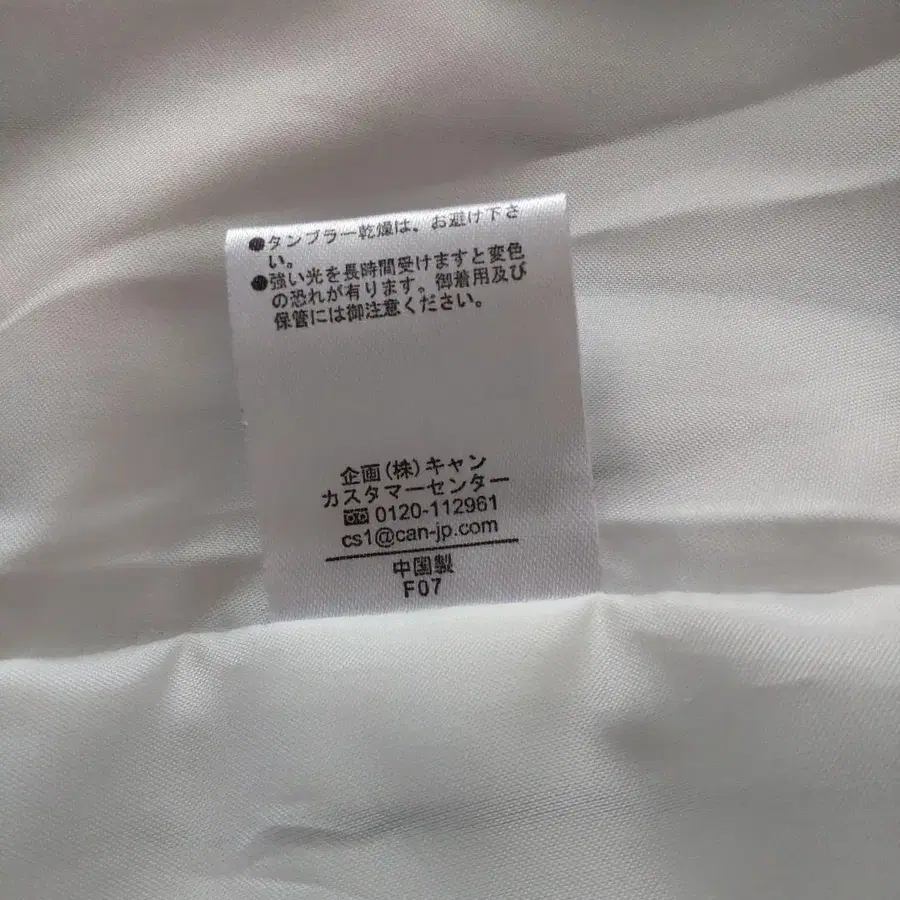 ●タンブラー乾燥は、お避け下さ
い。
●強い光を長時間受けますと変色
の恐れが有ります。御着用及び
保管には御注意ください。
企画(株)キャン
カスタマーセンター
0120-112961
cs1@can-jp.com
中国製
F07